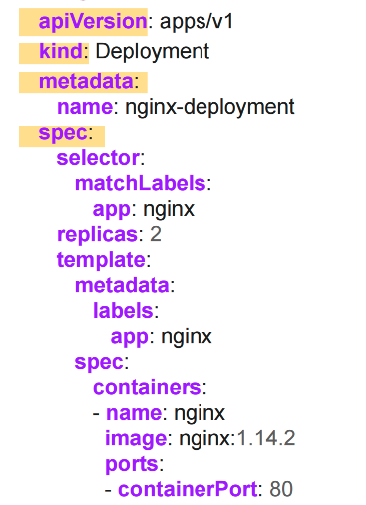 apiVersion: apps/v1
kind: Deployment
metadata:
name: nginx-deployment
spec:
selector:
matchLabels:
app: nginx
replicas: 2
template:
metadata:
labels:
app: nginx
spec:
containers:
- name: nginx
image: nginx:1.14.2
ports:
- containerPort: 80